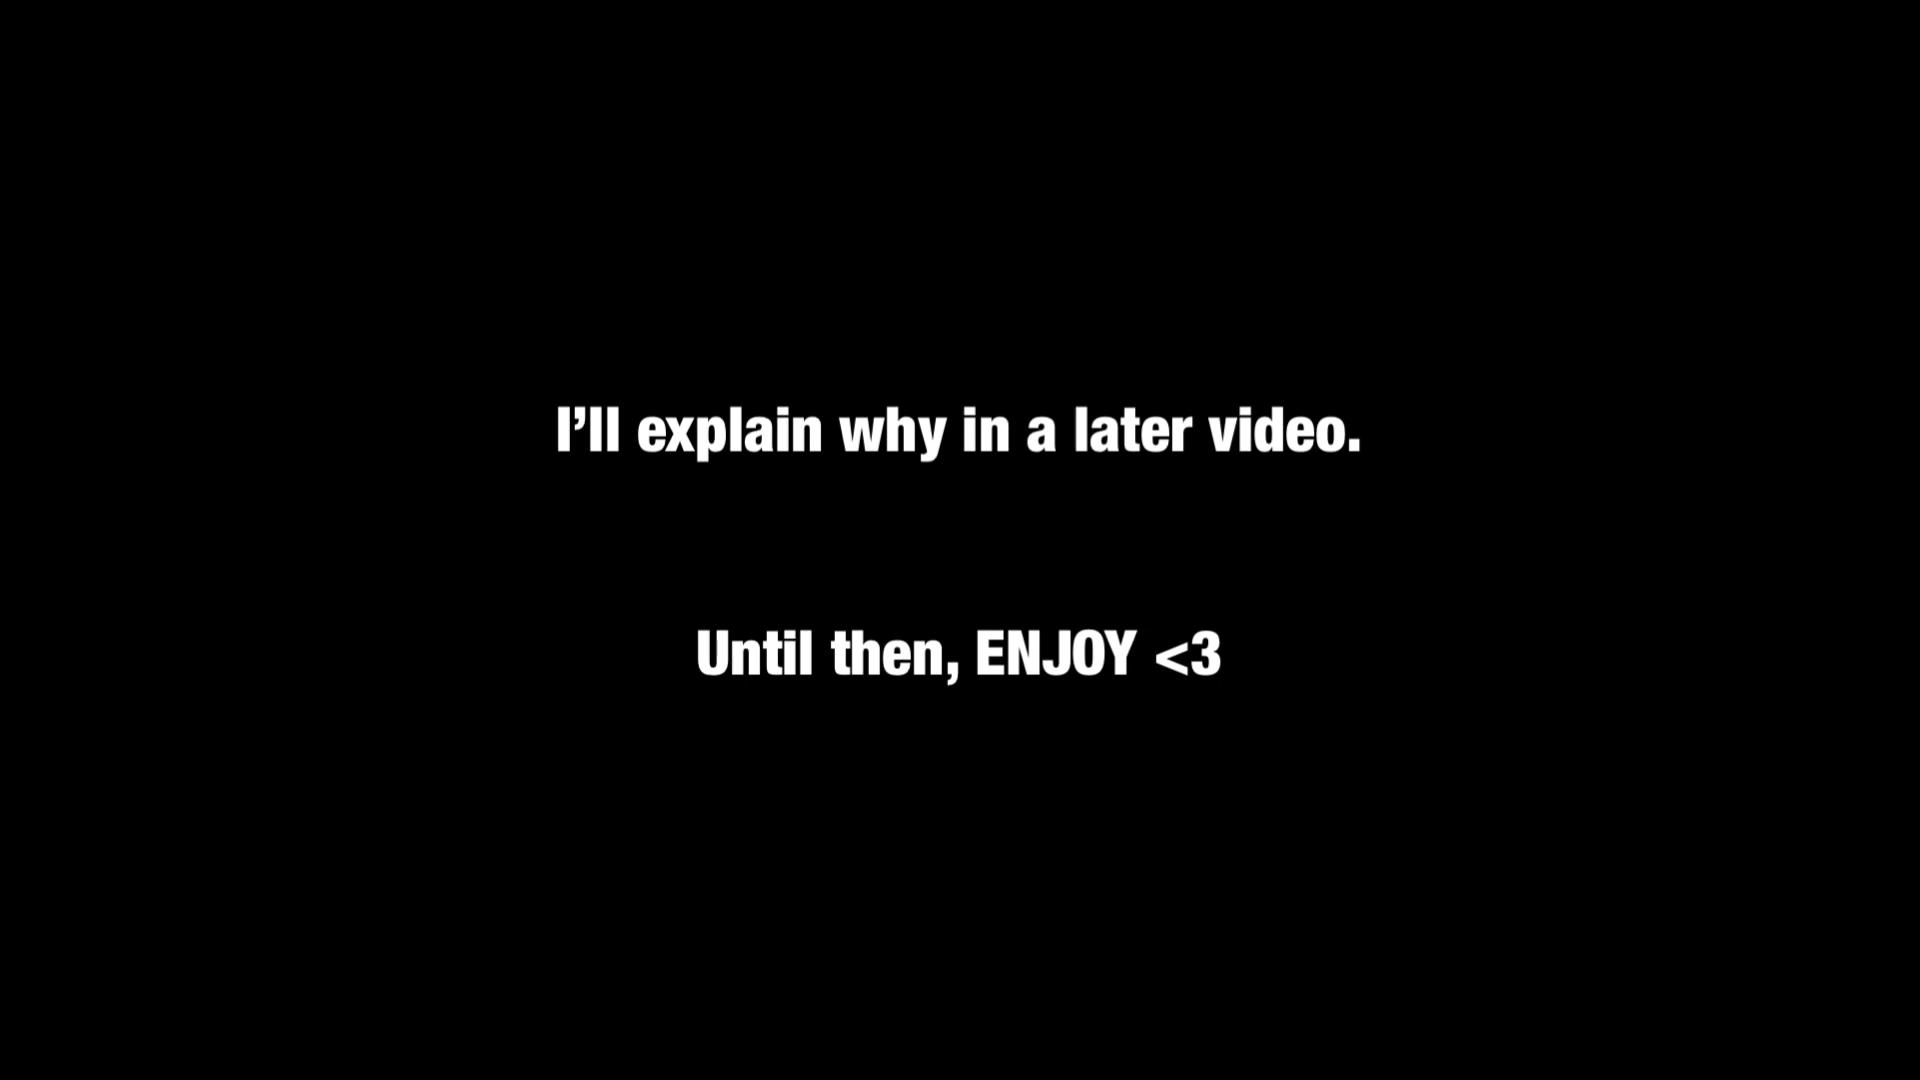 I’ll explain why in a later video.
Until then, ENJOY <3